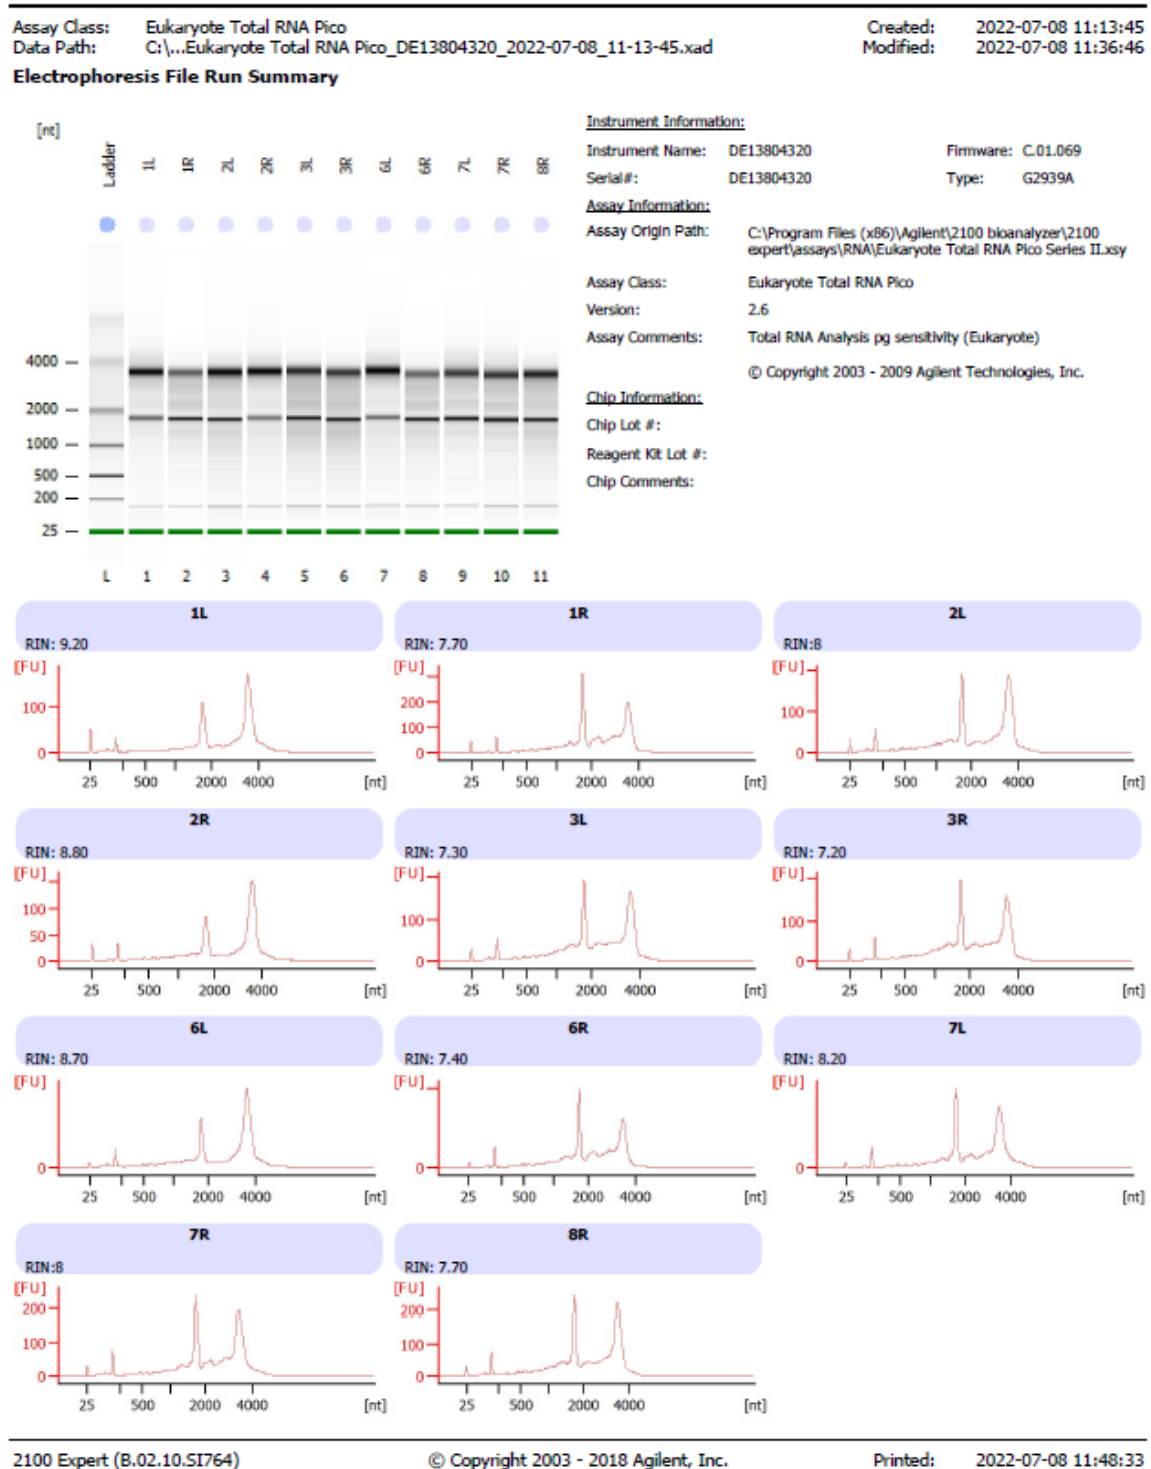 Assay Class: Eukaryote Total RNA Pico Created: 2022-07-08 11:13:45
Data Path: C:\...Eukaryote Total RNA Pico_DE13804320_2022-07-08_11-13-45.xad Modified: 2022-07-08 11:36:46
Electrophoresis File Run Summary
[nt]
Ladder 1L 1R 2L 2R 3L 3R 6L 6R 7L 7R 8R
4000
2000
1000
500
200
25
L 1 2 3 4 5 6 7 8 9 10 11
Instrument Information:
Instrument Name: DE13804320 Firmware: C.01.069
Serial#: DE13804320 Type: G2939A
Assay Information:
Assay Origin Path: C:\Program Files (x86)\Agilent\2100 bioanalyzer\2100
expert\assays\RNA\Eukaryote Total RNA Pico Series II.xsy
Assay Class: Eukaryote Total RNA Pico
Version: 2.6
Assay Comments: Total RNA Analysis pg sensitivity (Eukaryote)
© Copyright 2003 - 2009 Agilent Technologies, Inc.
Chip Information:
Chip Lot #:
Reagent Kit Lot #:
Chip Comments:
1L
RIN: 9.20
[FU]
100
0
25 500 2000 4000 [nt]
1R
RIN: 7.70
[FU]
200
100
0
25 500 2000 4000 [nt]
2L
RIN:8
[FU]
100
0
25 500 2000 4000 [nt]
2R
RIN: 8.80
[FU]
100
50
0
25 500 2000 4000 [nt]
3L
RIN: 7.30
[FU]
100
0
25 500 2000 4000 [nt]
3R
RIN: 7.20
[FU]
100
0
25 500 2000 4000 [nt]
6L
RIN: 8.70
[FU]
0
25 500 2000 4000 [nt]
6R
RIN: 7.40
[FU]
0
25 500 2000 4000 [nt]
7L
RIN: 8.20
[FU]
0
25 500 2000 4000 [nt]
7R
RIN:8
[FU]
200
100
0
25 500 2000 4000 [nt]
8R
RIN: 7.70
[FU]
200
100
0
25 500 2000 4000 [nt]
2100 Expert (B.02.10.SI764) © Copyright 2003 - 2018 Agilent, Inc. Printed: 2022-07-08 11:48:33